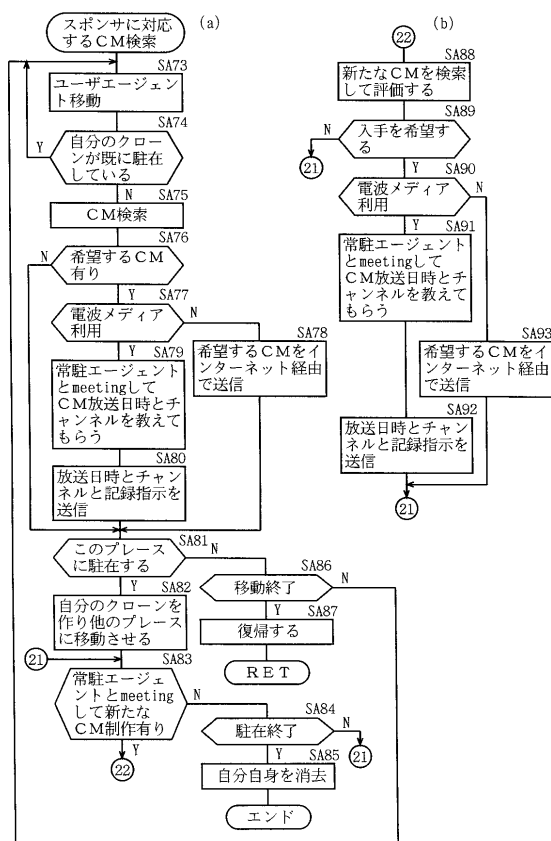 (a)
スポンサに対応
するCM検索
SA73
ユーザエージェン
ト移動
SA74
Y
自分のクローン
が既に駐在
している
N
SA75
CM検索
SA76
N
希望するCM
有り
Y
SA77
電波メディア
利用
N
SA78
希望するCMをイ
ンターネット経由
で送信
Y
SA79
常駐エージェント
とmeetingして
CM放送日時とチ
ャンネルを教えて
もらう
SA80
放送日時とチャン
ネルと記録指示を
送信
SA81
このプレース
に駐在する
N
Y
SA82
自分のクローンを
作り他のプレース
に移動させる
21
SA83
常駐エージェ
ントとmeeting
して新たな
CM制作有り
N
Y
22
SA86
移動終了
N
Y
SA87
復帰する
RET
SA84
駐在終了
N
21
Y
SA85
自分自身を消去
エンド
(b)
22
SA88
新たなCMを検索
して評価する
SA89
N
入手を希望す
る
21
Y
SA90
電波メディア
利用
N
Y
SA91
常駐エージェント
とmeetingして
CM放送日時とチ
ャンネルを教えて
もらう
SA93
希望するCMをイ
ンターネット経由
で送信
SA92
放送日時とチャン
ネルと記録指示を
送信
21